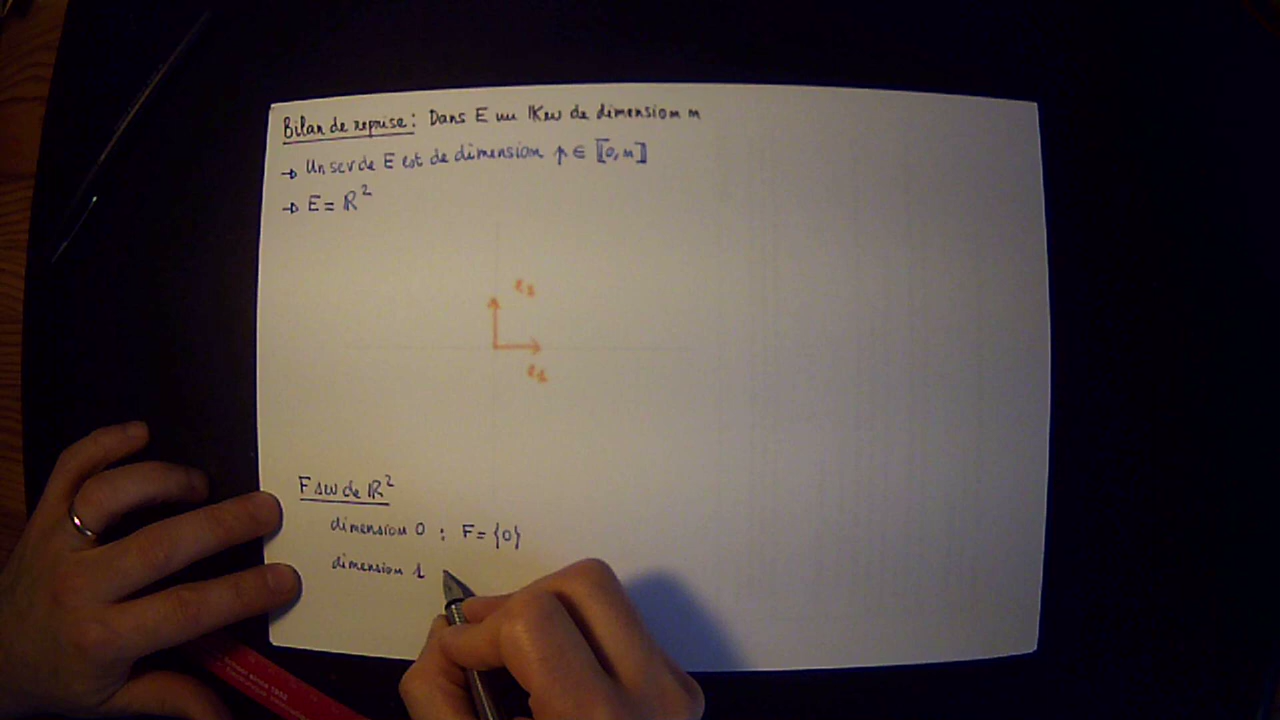 Bilan de reprise : Dans E un IKev de dimension n
→ Un sev de E est de dimension p ∈ ⟦0,n⟧
→ E = ℝ²
e₂
e₁
F sev de ℝ²
dimension 0 : F = {0}
dimension 1